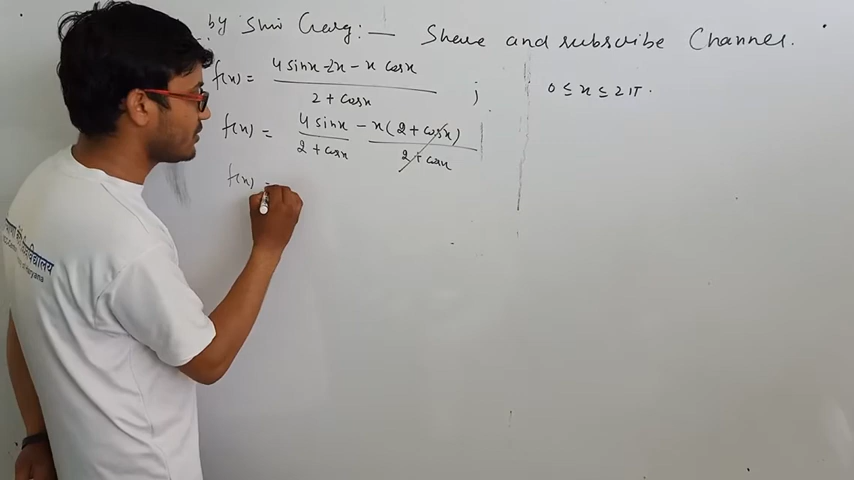 by Shiv Garg:— Share and subscribe Channel.
f(x) = (4 sinx - 2x - x cosx) / (2 + cosx) ; 0 ≤ x ≤ 2π.
f(x) = (4 sinx) / (2 + cosx) - x(2 + cosx) / (2 + cosx)
f(x) =